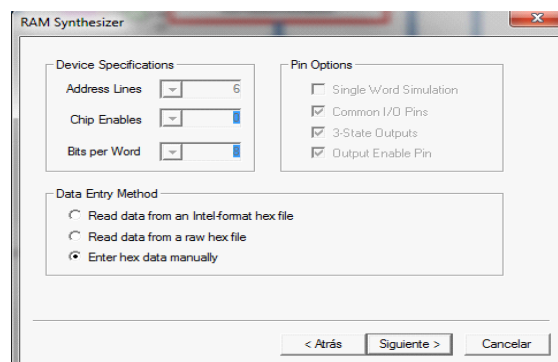 RAM Synthesizer
Device Specifications
Address Lines 6
Chip Enables
Bits per Word
Pin Options
Single Word Simulation
Common I/O Pins
3-State Outputs
Output Enable Pin
Data Entry Method
Read data from an Intel-format hex file
Read data from a raw hex file
Enter hex data manually
< Atrás
Siguiente >
Cancelar